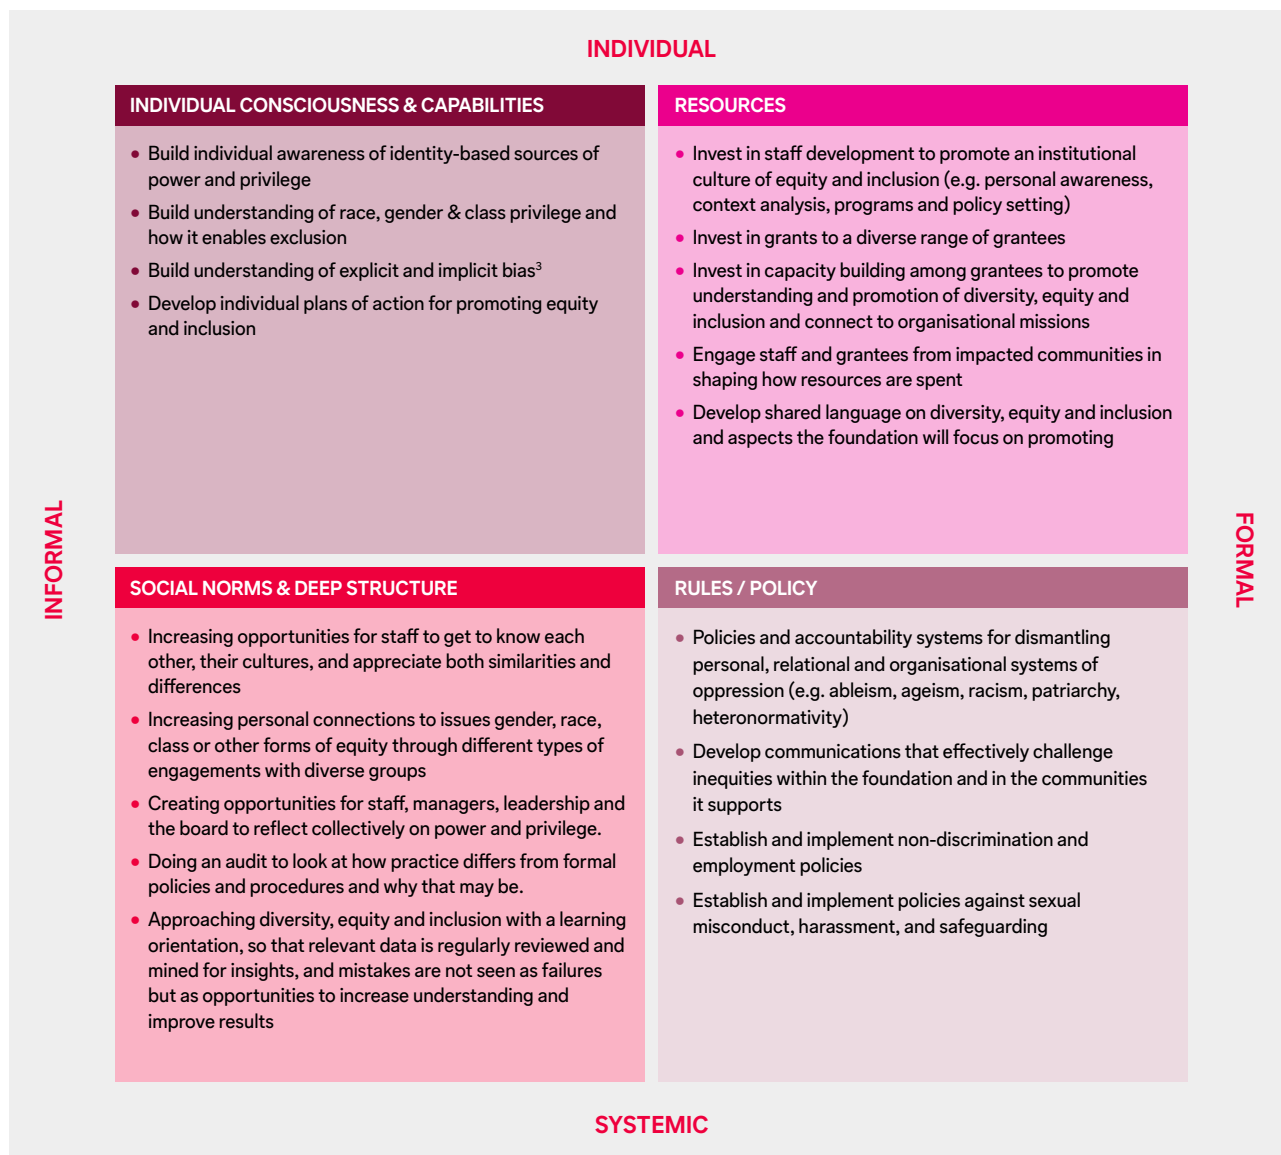 INDIVIDUAL
INDIVIDUAL CONSCIOUSNESS & CAPABILITIES
• Build individual awareness of identity-based sources of
power and privilege
• Build understanding of race, gender & class privilege and
how it enables exclusion
• Build understanding of explicit and implicit bias³
• Develop individual plans of action for promoting equity
and inclusion
RESOURCES
• Invest in staff development to promote an institutional
culture of equity and inclusion (e.g. personal awareness,
context analysis, programs and policy setting)
• Invest in grants to a diverse range of grantees
• Invest in capacity building among grantees to promote
understanding and promotion of diversity, equity and
inclusion and connect to organisational missions
• Engage staff and grantees from impacted communities in
shaping how resources are spent
• Develop shared language on diversity, equity and inclusion
and aspects the foundation will focus on promoting
INFORMAL
FORMAL
SOCIAL NORMS & DEEP STRUCTURE
• Increasing opportunities for staff to get to know each
other, their cultures, and appreciate both similarities and
differences
• Increasing personal connections to issues gender, race,
class or other forms of equity through different types of
engagements with diverse groups
• Creating opportunities for staff, managers, leadership and
the board to reflect collectively on power and privilege.
• Doing an audit to look at how practice differs from formal
policies and procedures and why that may be.
• Approaching diversity, equity and inclusion with a learning
orientation, so that relevant data is regularly reviewed and
mined for insights, and mistakes are not seen as failures
but as opportunities to increase understanding and
improve results
RULES / POLICY
• Policies and accountability systems for dismantling
personal, relational and organisational systems of
oppression (e.g. ableism, ageism, racism, patriarchy,
heteronormativity)
• Develop communications that effectively challenge
inequities within the foundation and in the communities
it supports
• Establish and implement non-discrimination and
employment policies
• Establish and implement policies against sexual
misconduct, harassment, and safeguarding
SYSTEMIC